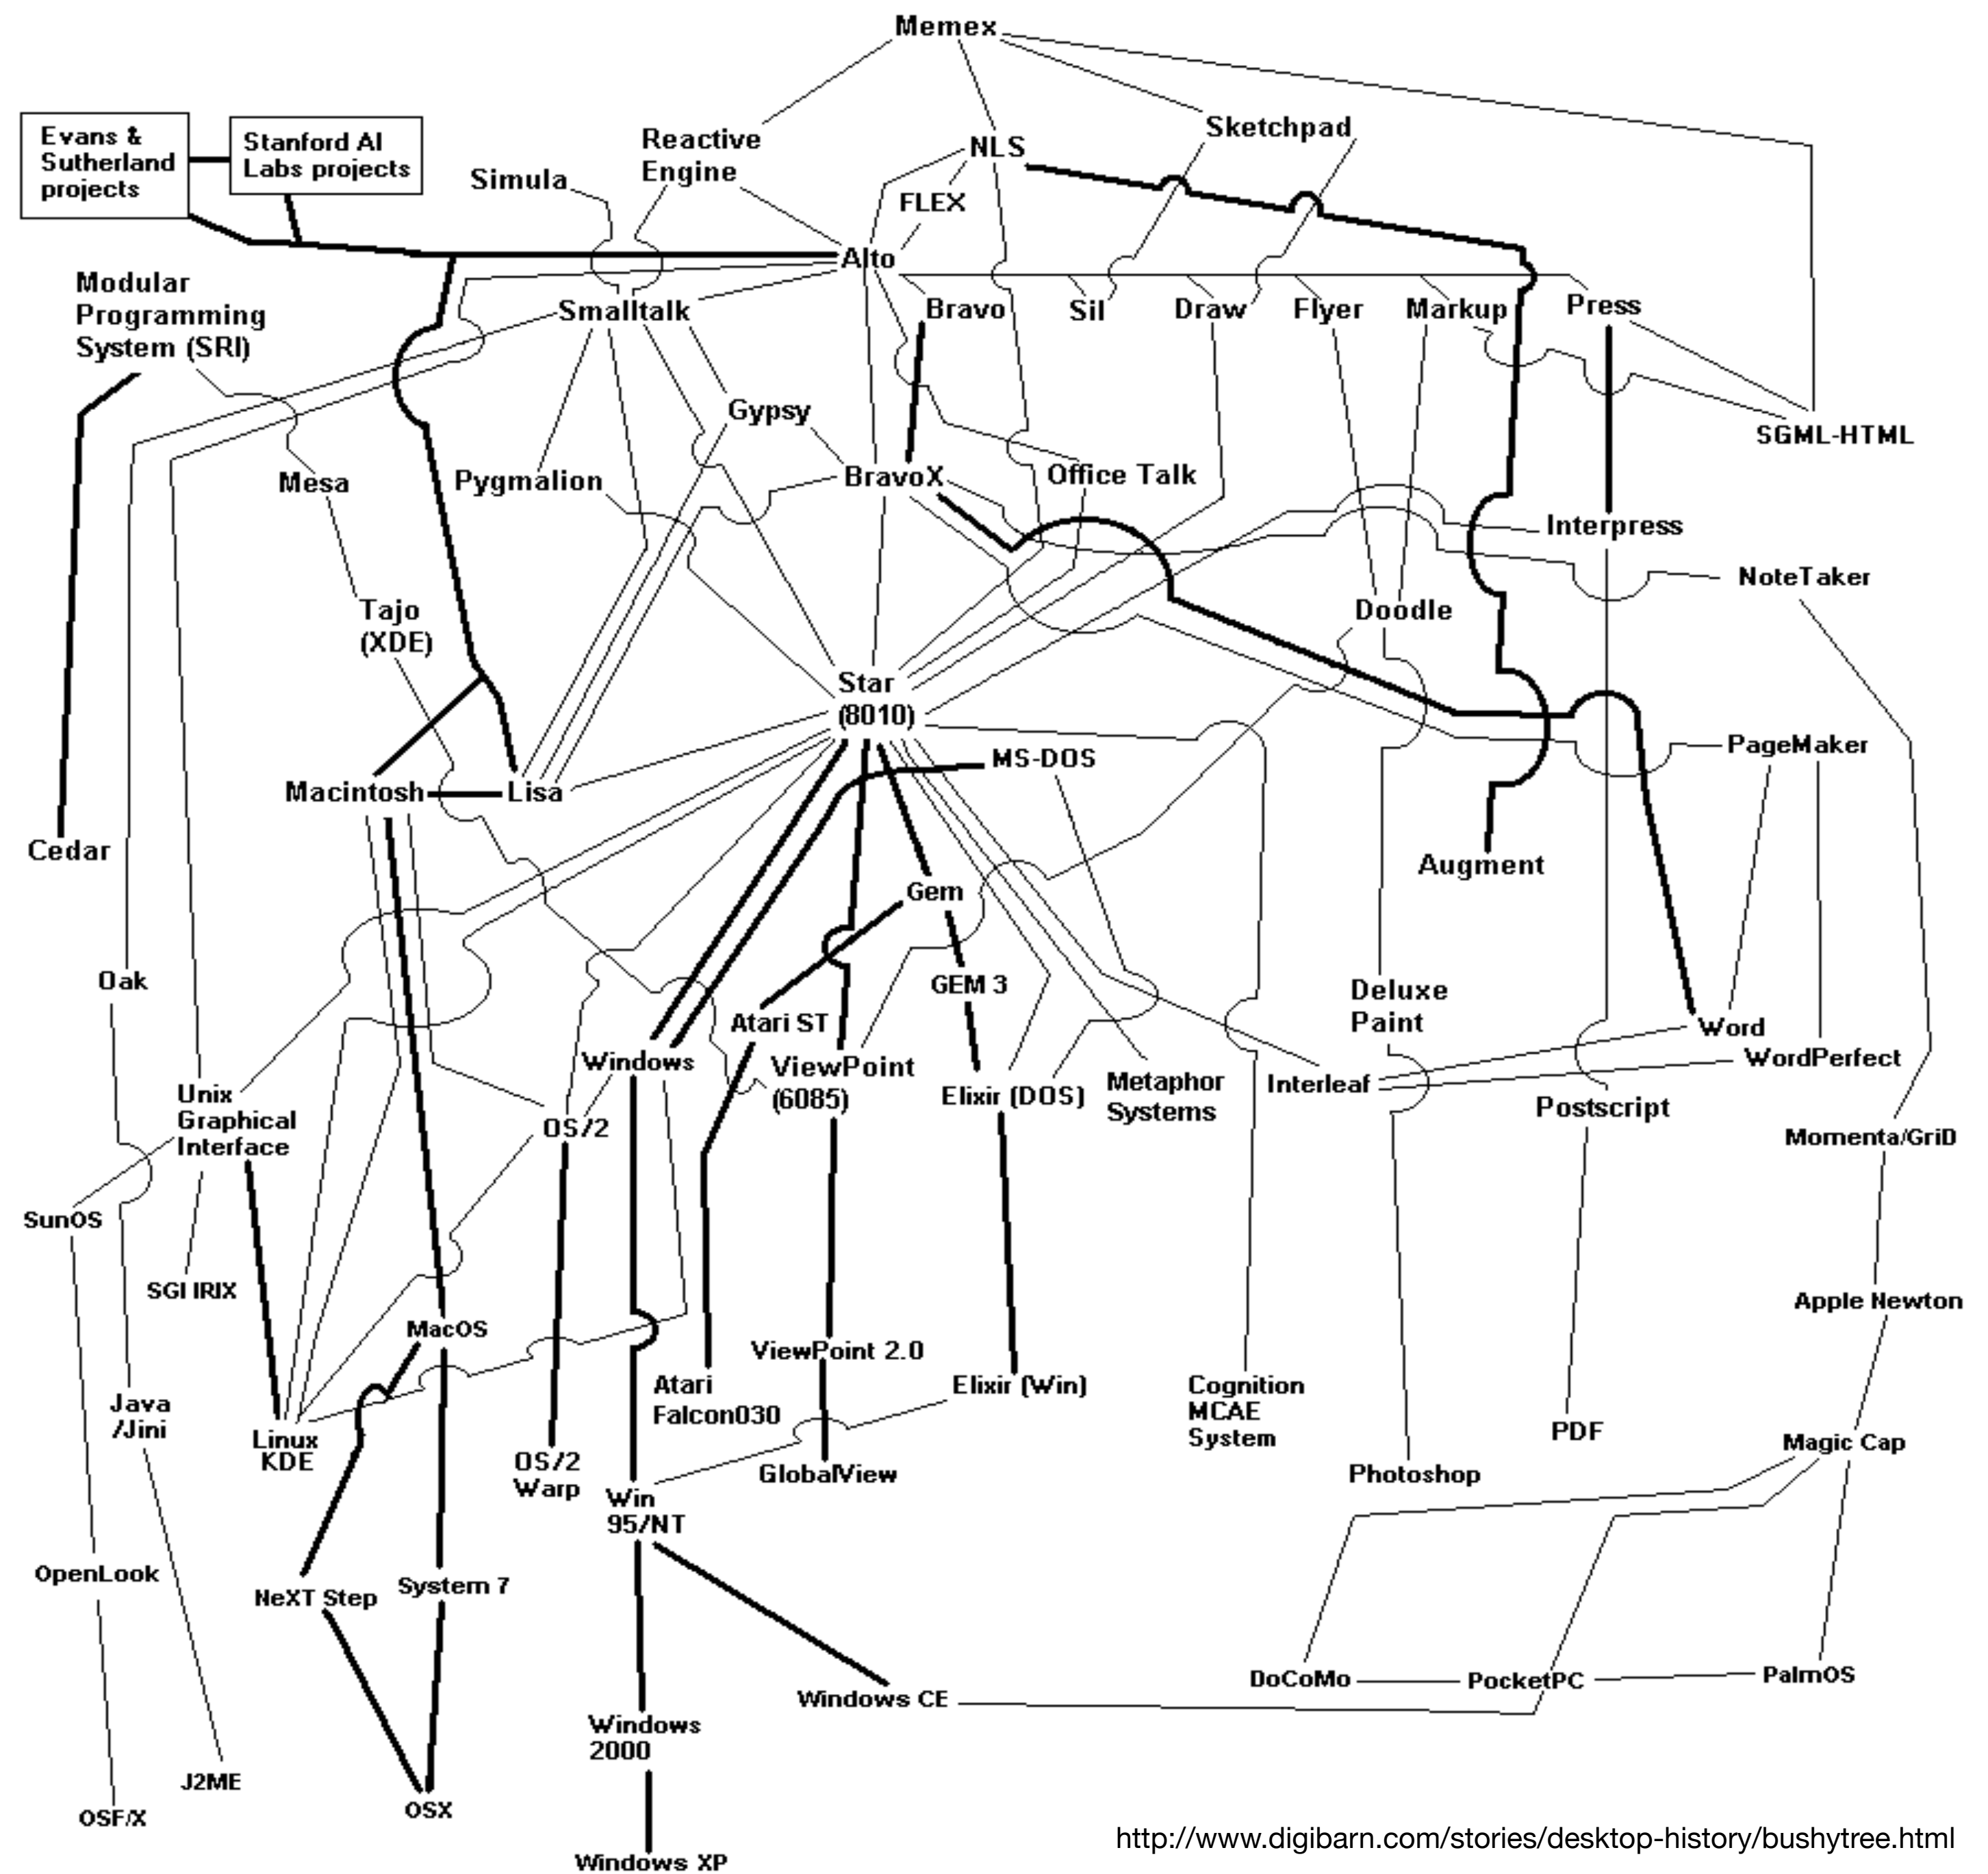 Memex
Evans &
Sutherland
projects
Stanford AI
Labs projects
Simula
Reactive
Engine
NLS
Sketchpad
FLEX
Alto
Modular
Programming
System (SRI)
Smalltalk
Bravo
Sil
Draw
Flyer
Markup
Press
Gypsy
SGML-HTML
Mesa
Pygmalion
BravoX
Office Talk
Interpress
NoteTaker
Tajo
(XDE)
Doodle
Star
(8010)
MS-DOS
PageMaker
Macintosh
Lisa
Cedar
Augment
Gem
Oak
GEM 3
Deluxe
Paint
Atari ST
Word
Windows
ViewPoint
(6085)
WordPerfect
Unix
Graphical
Interface
Elixir (DOS)
Metaphor
Systems
Interleaf
Postscript
OS/2
Momenta/GriD
SunOS
SGI IRIX
Apple Newton
MacOS
ViewPoint 2.0
Java
/Jini
Atari
Falcon030
Elixir (Win)
Cognition
MCAE
System
Linux
KDE
PDF
Magic Cap
OS/2
Warp
GlobalView
Photoshop
Win
95/NT
OpenLook
NeXT Step
System 7
DoCoMo
PocketPC
PalmOS
Windows CE
Windows
2000
J2ME
OSF/X
OSX
Windows XP
http://www.digibarn.com/stories/desktop-history/bushytree.html